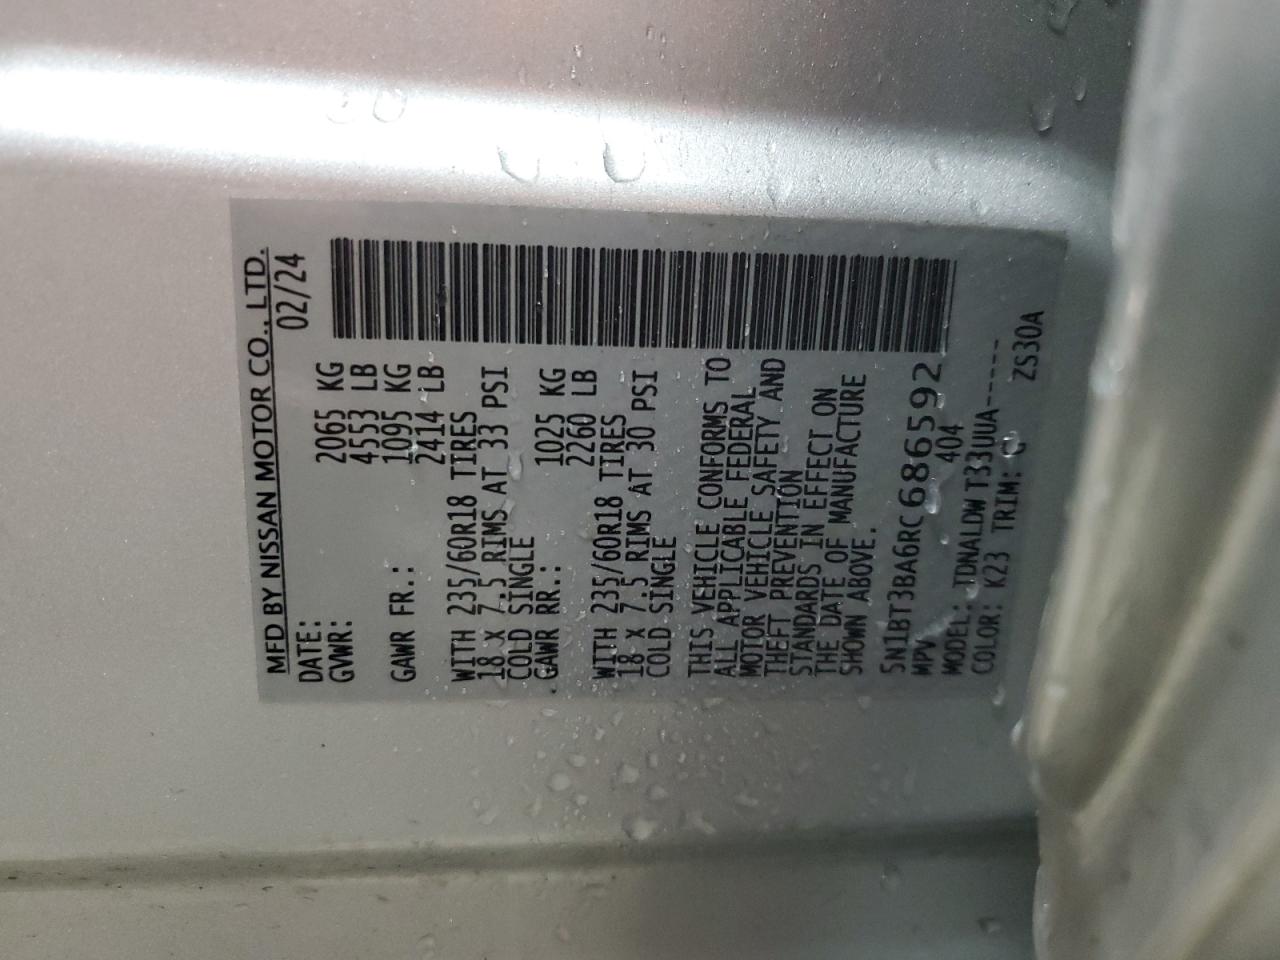 MFD BY NISSAN MOTOR CO., LTD.
DATE: 02/24
GVWR: 2065 KG
4553 LB
GAWR FR.: 1095 KG
2414 LB
WITH 235/60R18 TIRES
18 X 7.5 RIMS AT 33 PSI
COLD SINGLE
GAWR RR.: 1025 KG
2260 LB
WITH 235/60R18 TIRES
18 X 7.5 RIMS AT 30 PSI
COLD SINGLE
THIS VEHICLE CONFORMS TO
ALL APPLICABLE FEDERAL
MOTOR VEHICLE SAFETY AND
THEFT PREVENTION
STANDARDS IN EFFECT ON
THE DATE OF MANUFACTURE
SHOWN ABOVE.
5N1BT3BA6RC686592
MPV 404
MODEL: TDNALDW T33UUA-----
COLOR: K23 TRIM: G
ZS30A